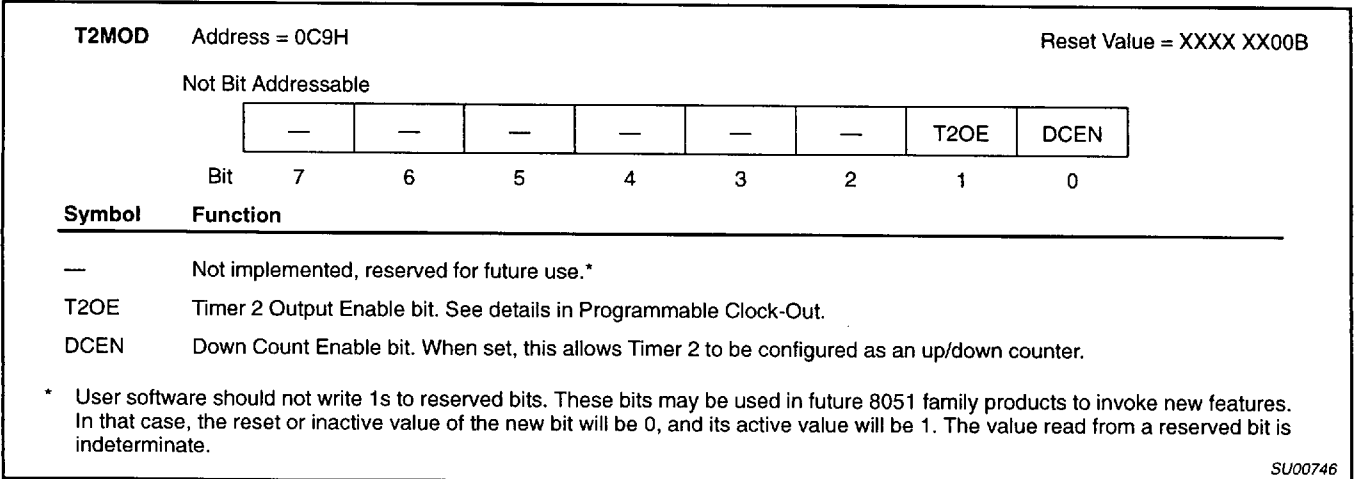 T2MOD Address = 0C9H Reset Value = XXXX XX00B
Not Bit Addressable
— — — — — — T2OE DCEN
Bit 7 6 5 4 3 2 1 0
Symbol Function
— Not implemented, reserved for future use.*
T2OE Timer 2 Output Enable bit. See details in Programmable Clock-Out.
DCEN Down Count Enable bit. When set, this allows Timer 2 to be configured as an up/down counter.
* User software should not write 1s to reserved bits. These bits may be used in future 8051 family products to invoke new features.
In that case, the reset or inactive value of the new bit will be 0, and its active value will be 1. The value read from a reserved bit is
indeterminate.
SU00746